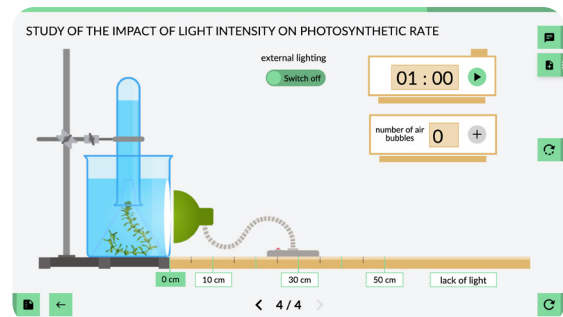 STUDY OF THE IMPACT OF LIGHT INTENSITY ON PHOTOSYNTHETIC RATE
external lighting
Switch off
01 : 00
number of air
bubbles
0
+
0 cm
10 cm
30 cm
50 cm
lack of light
4 / 4